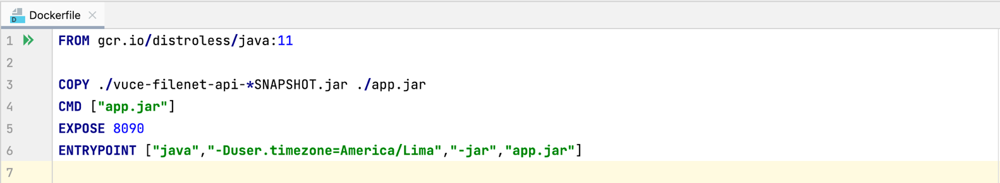 Dockerfile
1 FROM gcr.io/distroless/java:11
2
3 COPY ./vuce-filenet-api-*SNAPSHOT.jar ./app.jar
4 CMD ["app.jar"]
5 EXPOSE 8090
6 ENTRYPOINT ["java","-Duser.timezone=America/Lima","-jar","app.jar"]
7